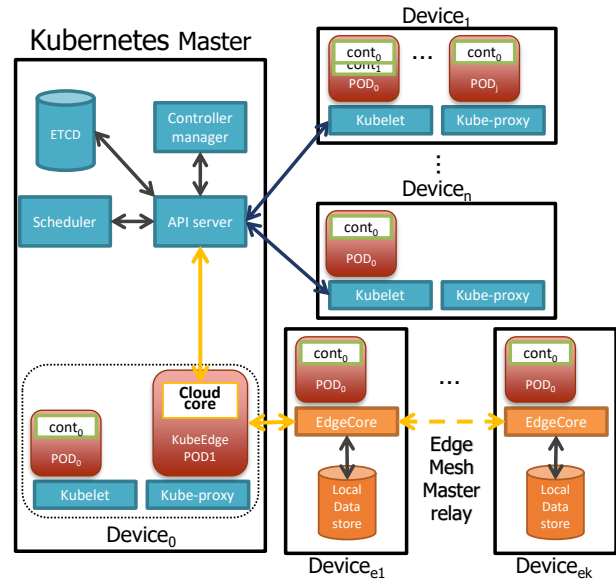 Kubernetes Master
ETCD
Controller
manager
Scheduler
API server
cont₀
POD₀
Cloud
core
KubeEdge
POD1
Kubelet
Kube-proxy
Device₀
Device₁
cont₀
cont₁
POD₀
...
cont₀
PODⱼ
Kubelet
Kube-proxy
...
Deviceₙ
cont₀
POD₀
Kubelet
Kube-proxy
cont₀
POD₀
EdgeCore
Local
Data
store
Device_e1
...
Edge
Mesh
Master
relay
cont₀
POD₀
EdgeCore
Local
Data
store
Device_ek